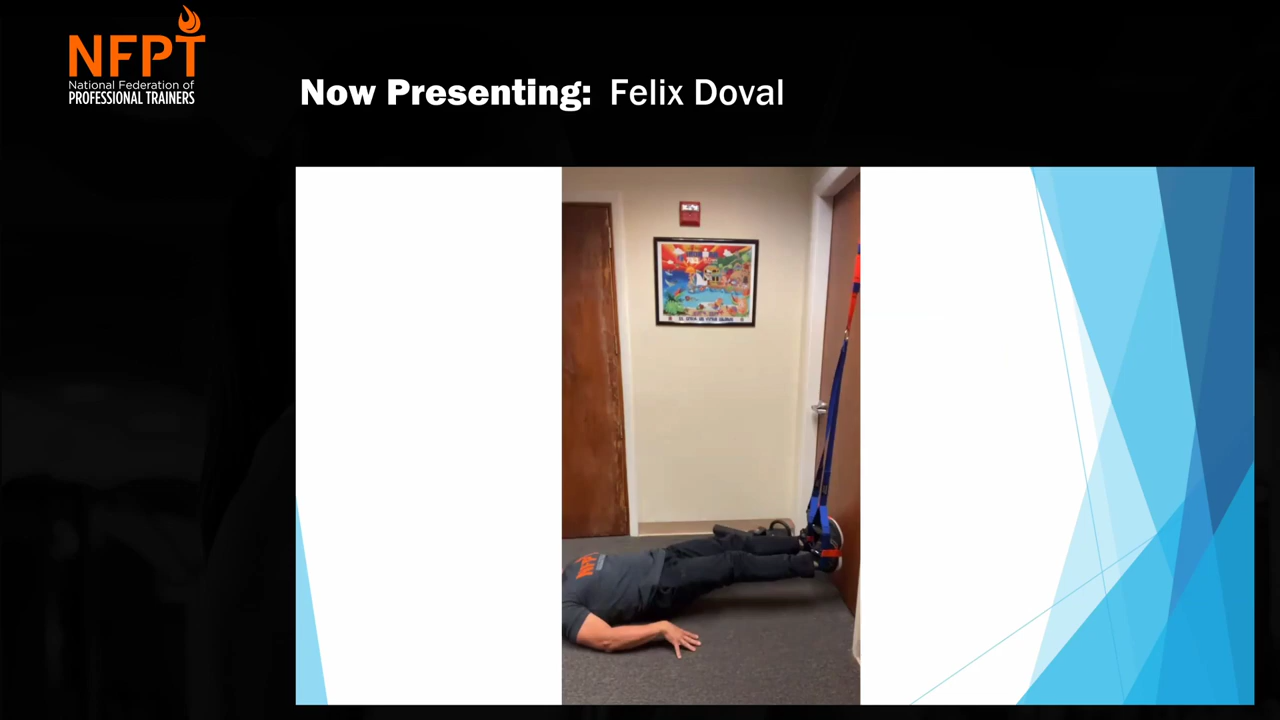 NFPT
National Federation of
PROFESSIONAL TRAINERS
Now Presenting: Felix Doval